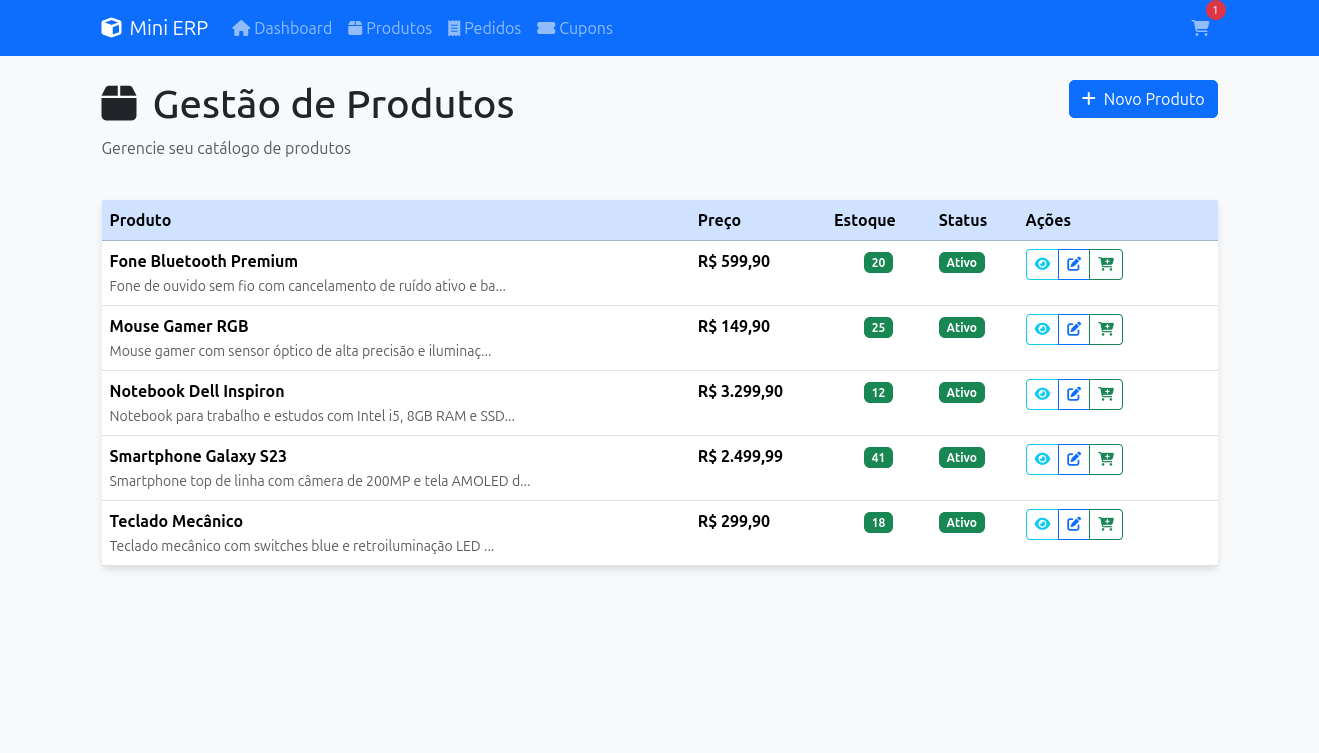 Mini ERP Dashboard Produtos Pedidos Cupons 1
Gestão de Produtos
Novo Produto
Gerencie seu catálogo de produtos
Produto Preço Estoque Status Ações
Fone Bluetooth Premium R$ 599,90 20 Ativo
Fone de ouvido sem fio com cancelamento de ruído ativo e ba...
Mouse Gamer RGB R$ 149,90 25 Ativo
Mouse gamer com sensor óptico de alta precisão e iluminaç...
Notebook Dell Inspiron R$ 3.299,90 12 Ativo
Notebook para trabalho e estudos com Intel i5, 8GB RAM e SSD...
Smartphone Galaxy S23 R$ 2.499,99 41 Ativo
Smartphone top de linha com câmera de 200MP e tela AMOLED d...
Teclado Mecânico R$ 299,90 18 Ativo
Teclado mecânico com switches blue e retroiluminação LED ...